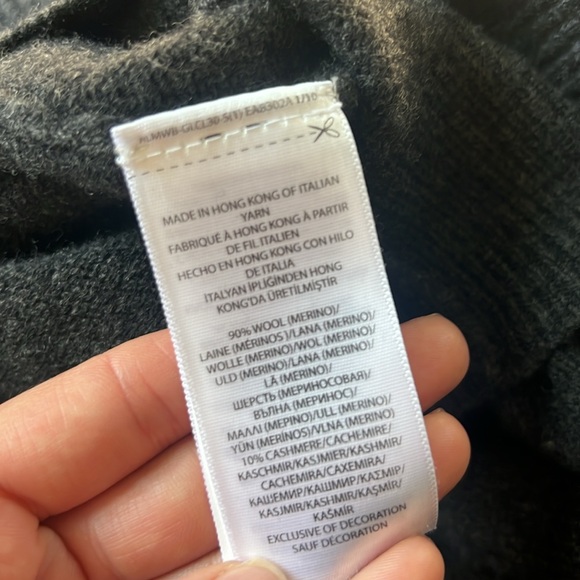 EA8302A 1/10
MADE IN HONG KONG OF ITALIAN
YARN
FABRIQUÉ À HONG KONG À PARTIR
DE FIL ITALIEN
HECHO EN HONG KONG CON HILO
DE ITALIA
İTALYAN İPLİĞİNDEN HONG
KONG'DA ÜRETİLMİŞTİR
90% WOOL (MERINO)/
LAINE (MÉRINOS)/LANA (MERINO)/
WOLLE (MERINO)/WOL (MERINO)/
ULD (MERINO)/LANA (MERINO)/
LÃ (MERINO)/
ШЕРСТЬ (МЕРИНОСОВАЯ)/
ВЪЛНА (МЕРИНОС)/
ΜΑΛΛΙ (ΜΕΡΙΝΟ)/ULL (MERINO)/
YÜN (MERİNOS)/VLNA (MERINO)
10% CASHMERE/CACHEMIRE/
KASCHMIR/KASJMIER/KASHMIR/
CACHEMIRA/CAXEMIRA/
КАШЕМИР/КАШМИР/ΚΑΣΜΙΡ/
KASJMIR/KASHMIR/KAŞMİR/
KAŠMÍR
EXCLUSIVE OF DECORATION
SAUF DÉCORATION